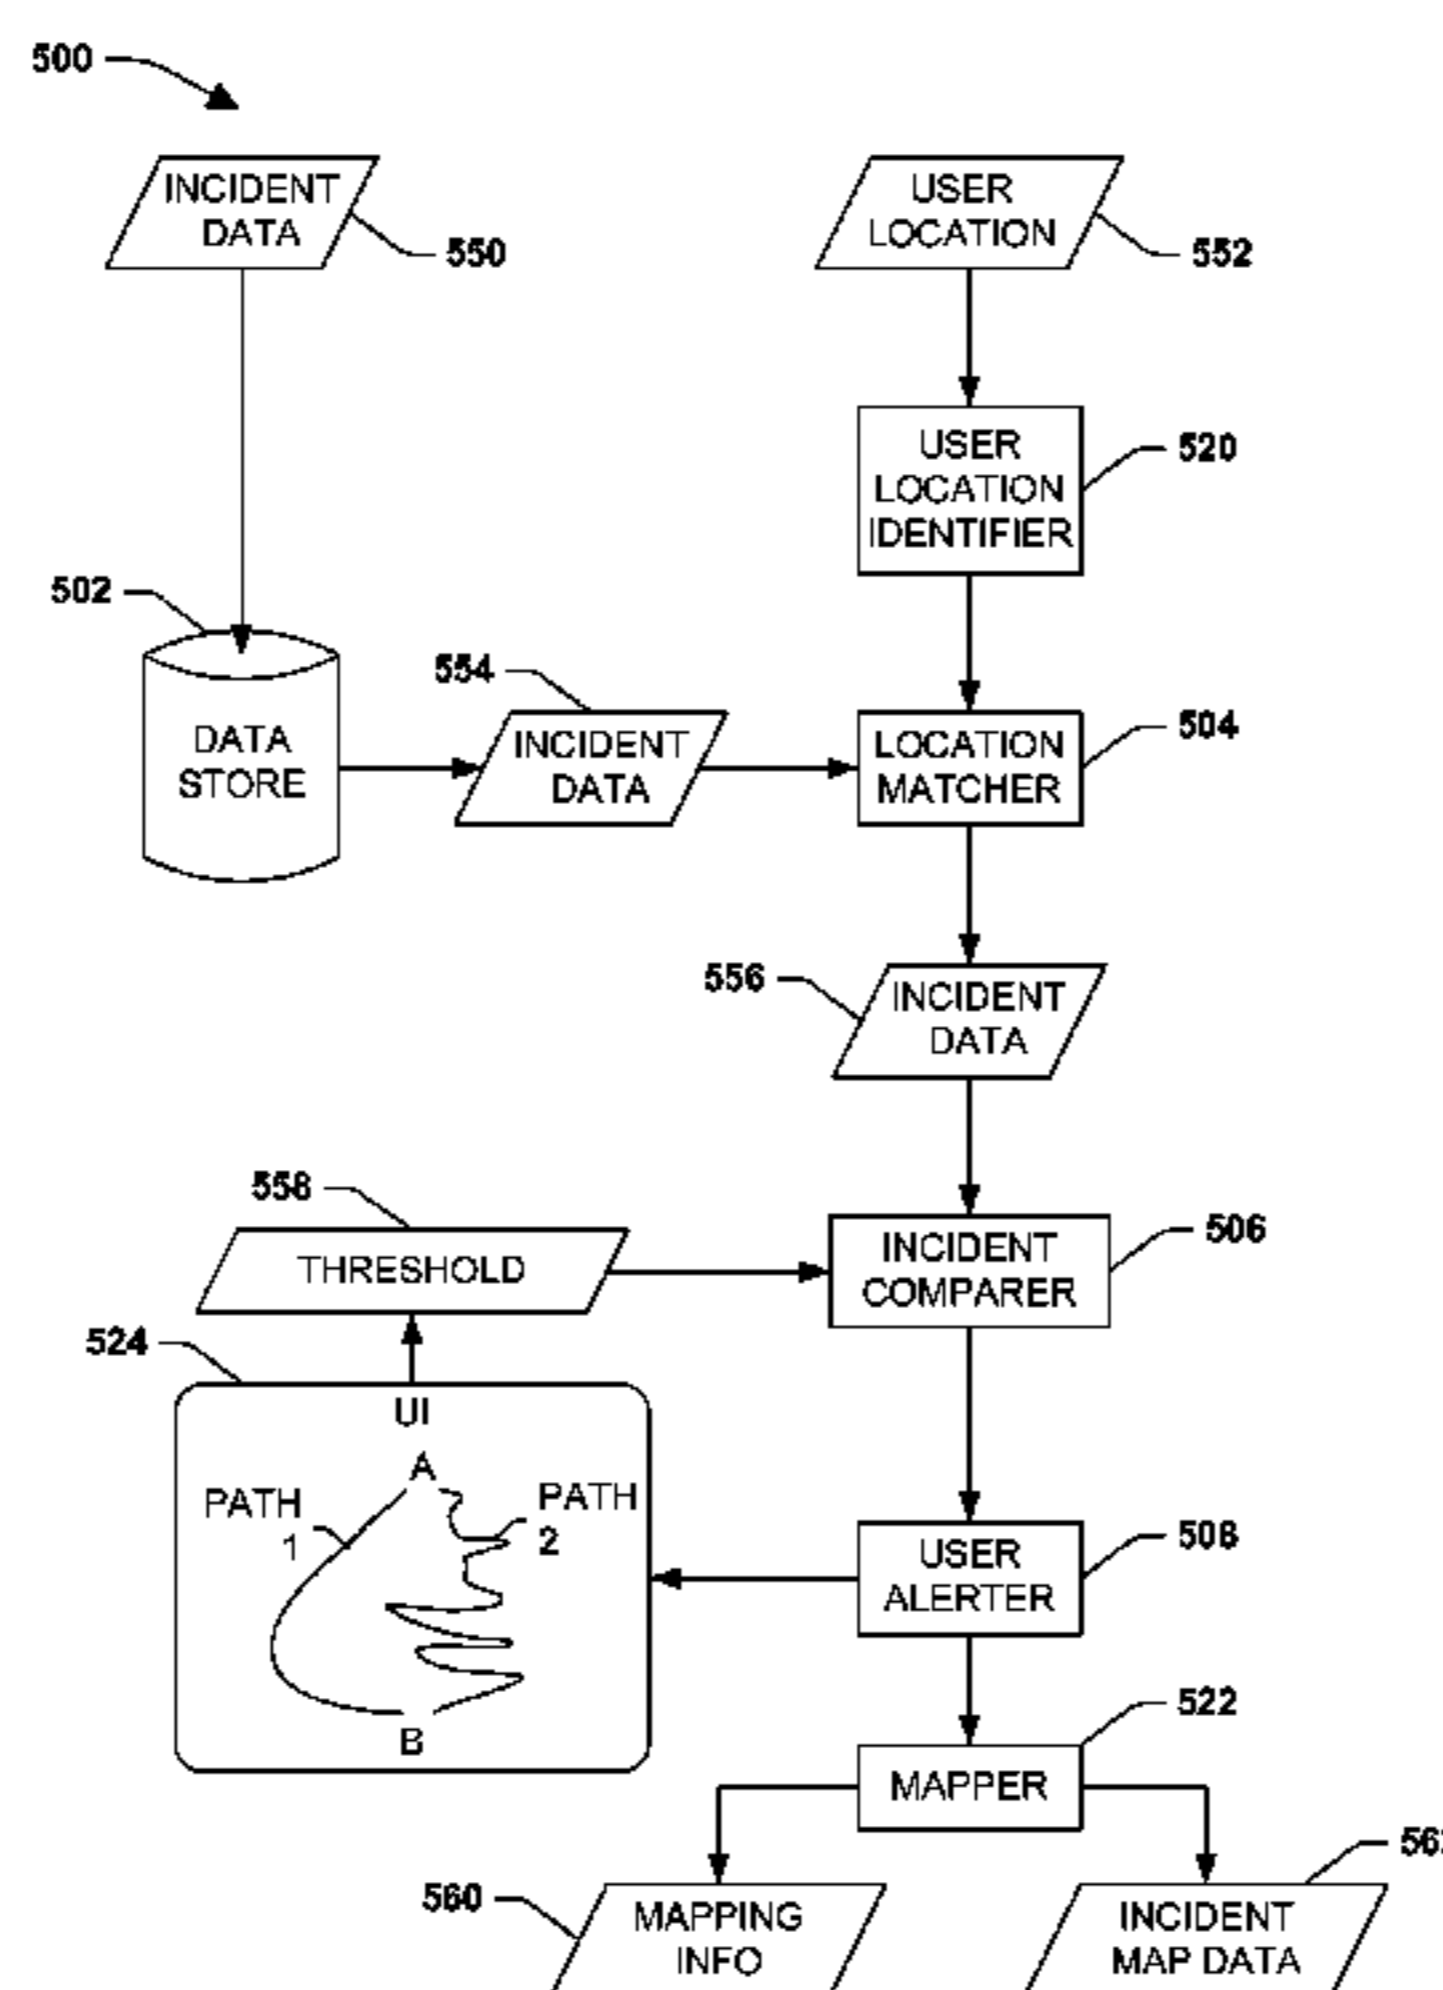 500
INCIDENT
DATA
550
USER
LOCATION
552
USER
LOCATION
IDENTIFIER
520
502
DATA
STORE
554
INCIDENT
DATA
LOCATION
MATCHER
504
556
INCIDENT
DATA
558
THRESHOLD
INCIDENT
COMPARER
506
524
UI
A
PATH
1
PATH
2
B
USER
ALERTER
508
522
MAPPER
560
MAPPING
INFO
INCIDENT
MAP DATA